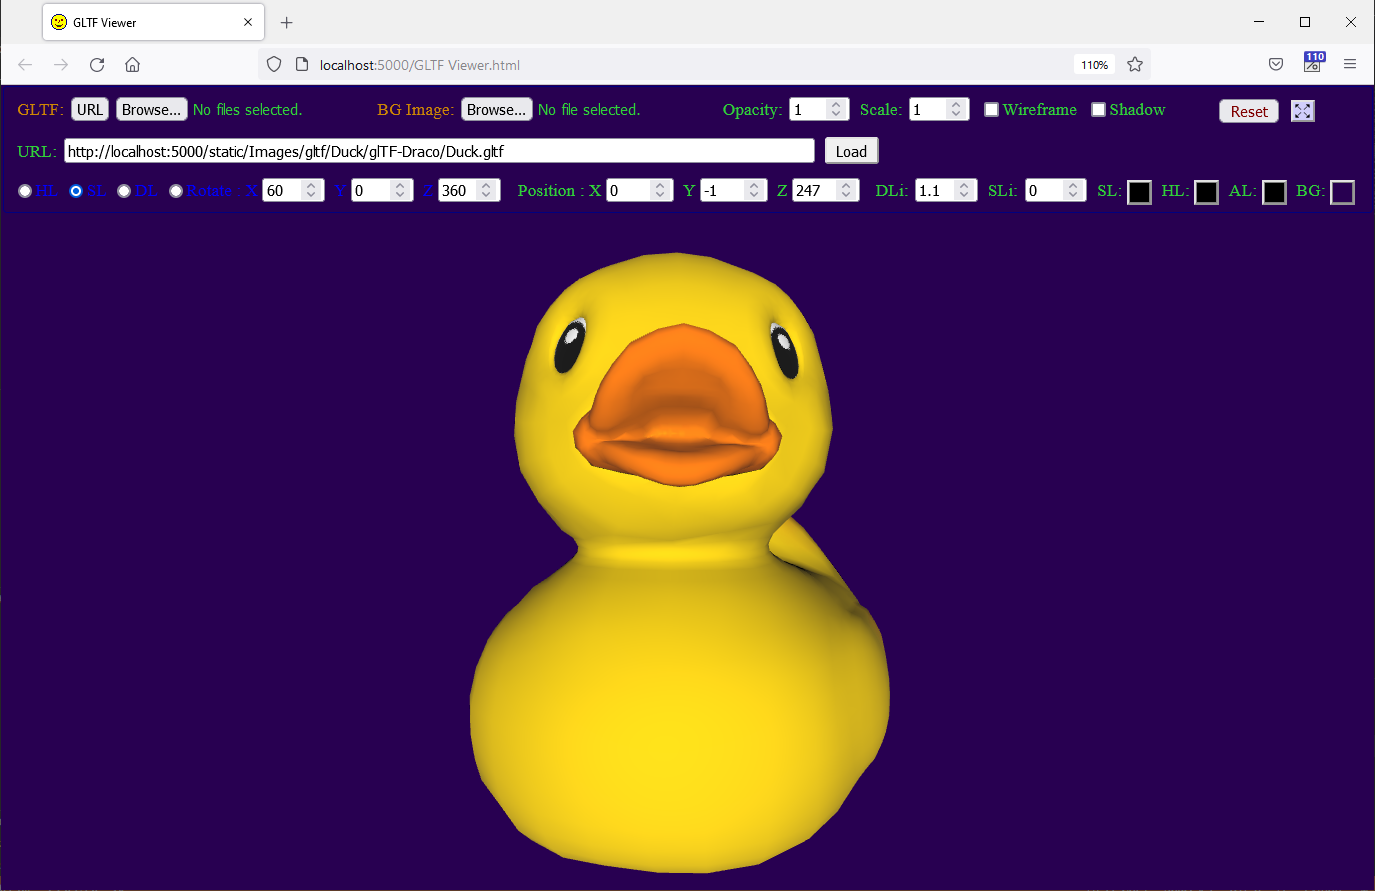 GLTF Viewer
localhost:5000/GLTF Viewer.html 110% 110
GLTF: URL Browse... No files selected. BG Image: Browse... No file selected. Opacity: 1 Scale: 1 Wireframe Shadow Reset
URL: http://localhost:5000/static/Images/gltf/Duck/glTF-Draco/Duck.gltf Load
HL SL DL Rotate : X 60 Y 0 Z 360 Position : X 0 Y -1 Z 247 DLi: 1.1 SLi: 0 SL: HL: AL: BG: